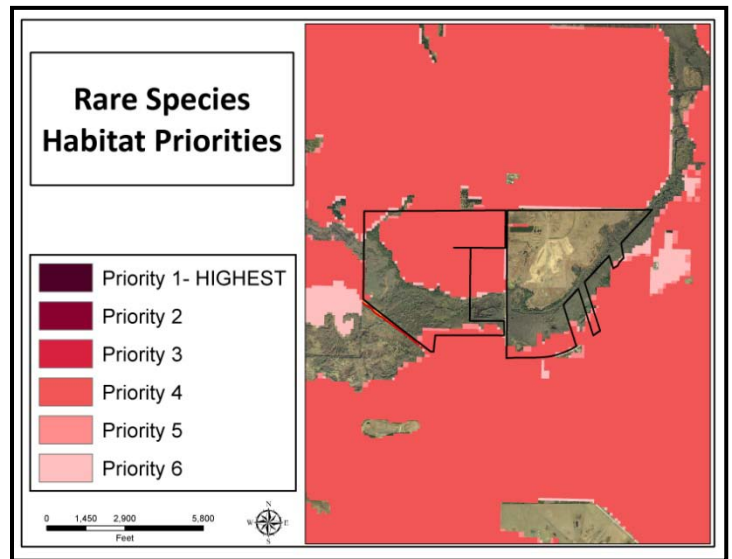 Rare Species
Habitat Priorities
Priority 1- HIGHEST
Priority 2
Priority 3
Priority 4
Priority 5
Priority 6
0 1,450 2,900 5,800
Feet
N
W E
S